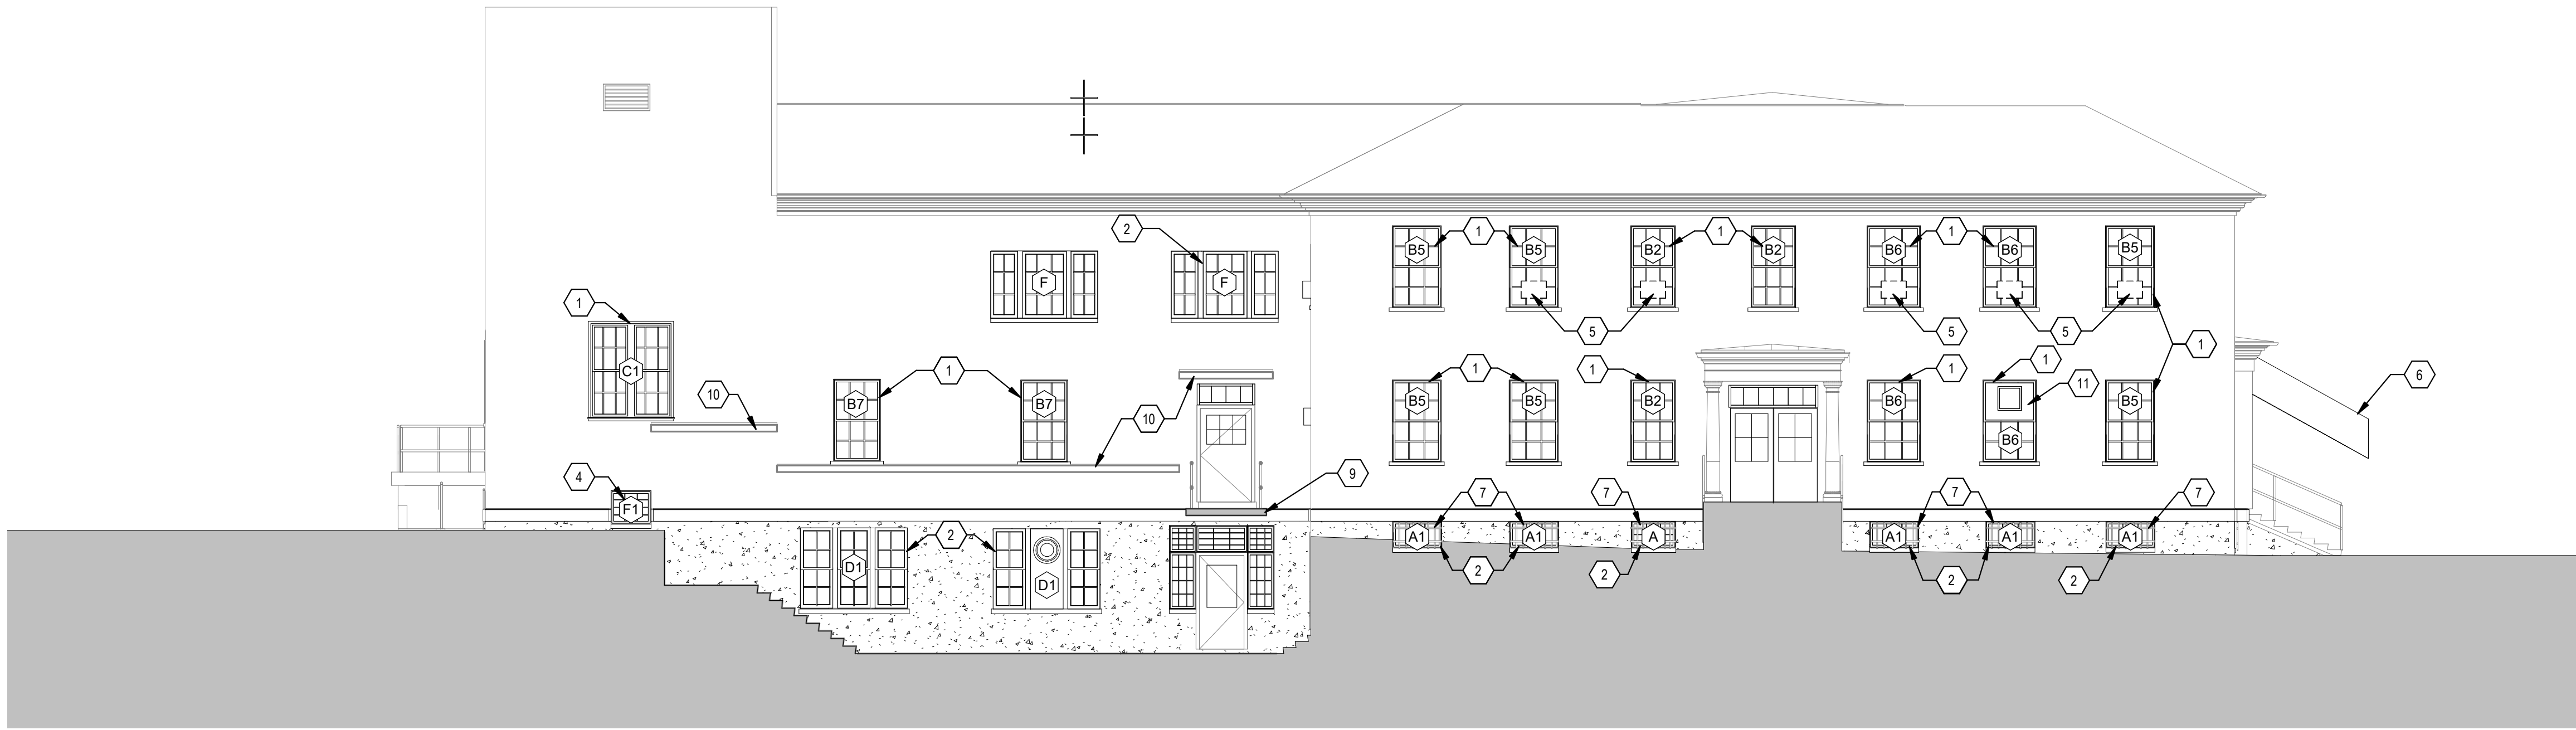 2
B5 1 B5 B2 1 B2 B6 1 B6 B5
F F
1
5 5 5 1
C1
1 1 1 1 6
10 B7 1 B7 10 B5 B5 B2 B6 11 B5
B6
4 9 7 7 7 7
F1
2 A1 A1 A A1 A1 A1
D1 D1
2 2 2 2